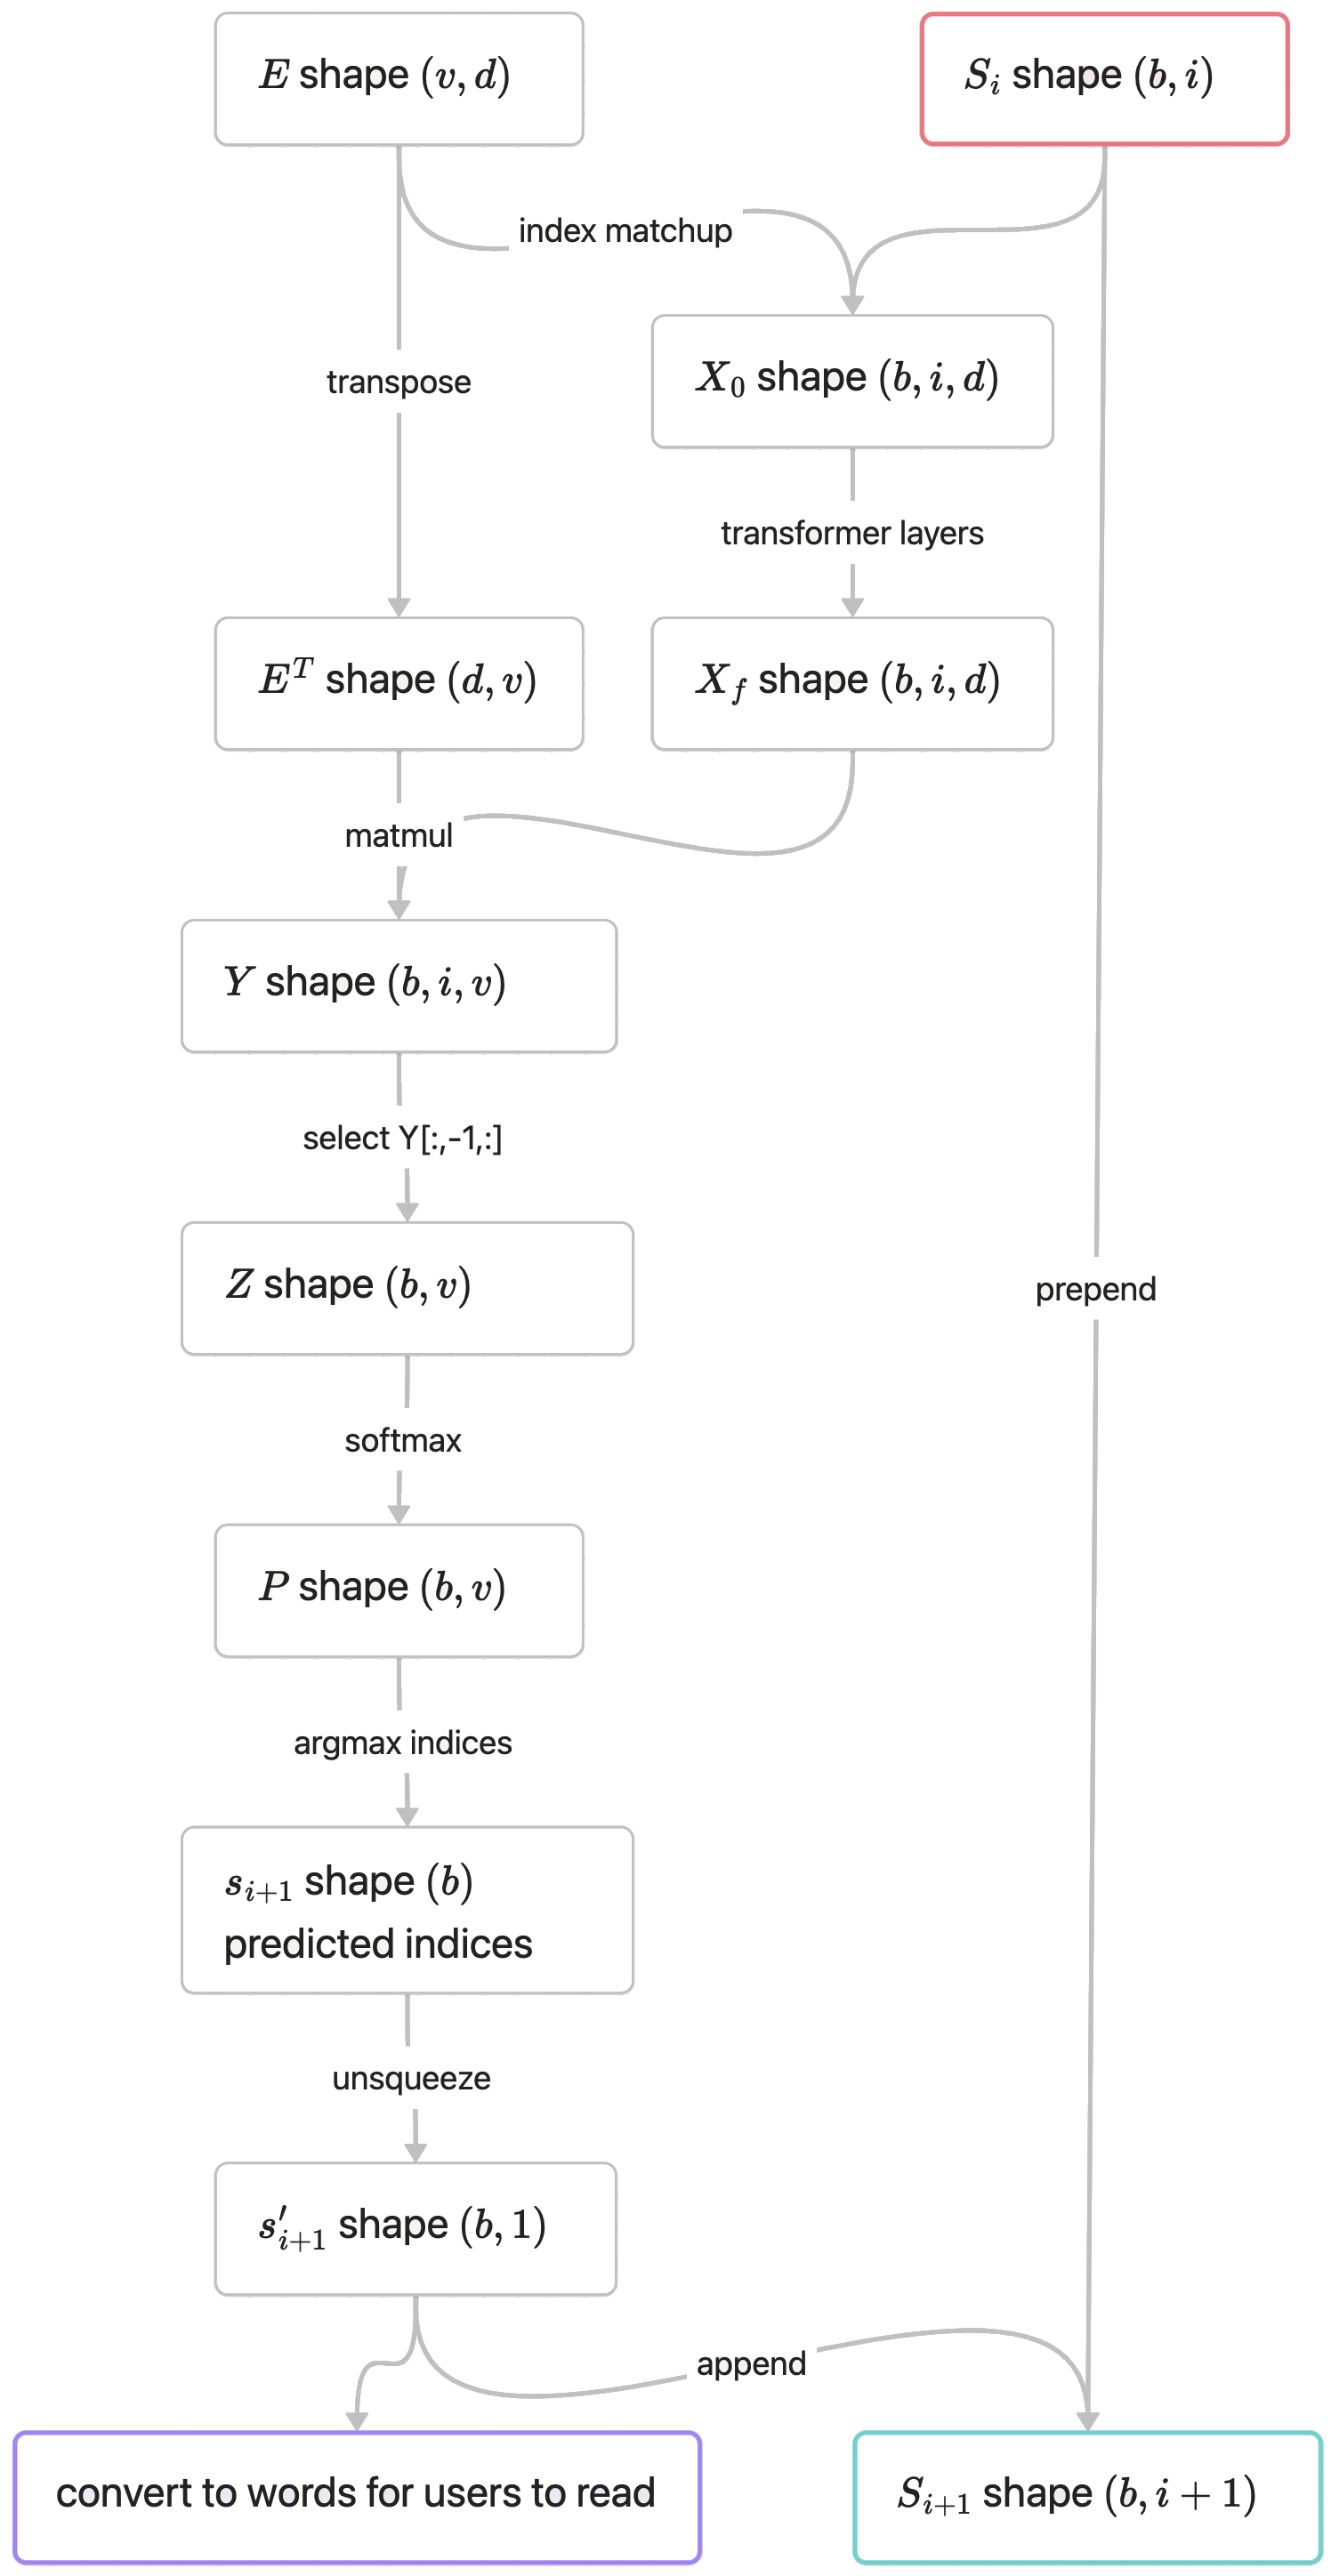 E shape (v, d)
S_i shape (b, i)
index matchup
transpose
X_0 shape (b, i, d)
transformer layers
E^T shape (d, v)
X_f shape (b, i, d)
matmul
Y shape (b, i, v)
select Y[:,-1,:]
Z shape (b, v)
prepend
softmax
P shape (b, v)
argmax indices
s_{i+1} shape (b)
predicted indices
unsqueeze
s'_{i+1} shape (b, 1)
append
convert to words for users to read
S_{i+1} shape (b, i + 1)